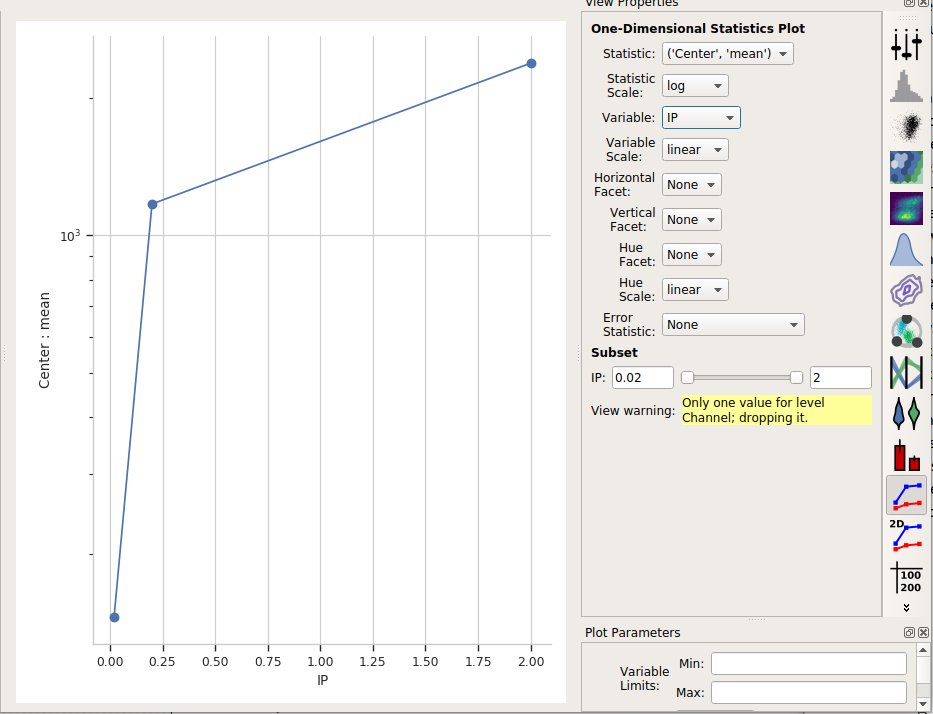 View Properties
One-Dimensional Statistics Plot
Statistic: ('Center', 'mean')
Statistic
Scale: log
Variable: IP
Variable
Scale: linear
Horizontal
Facet: None
Vertical
Facet: None
Hue
Facet: None
Hue
Scale: linear
Error
Statistic: None
Subset
IP: 0.02 2
View warning: Only one value for level
Channel; dropping it.
10³
Center : mean
0.00 0.25 0.50 0.75 1.00 1.25 1.50 1.75 2.00
IP
2D
100
200
Plot Parameters
Variable
Limits:
Min:
Max: